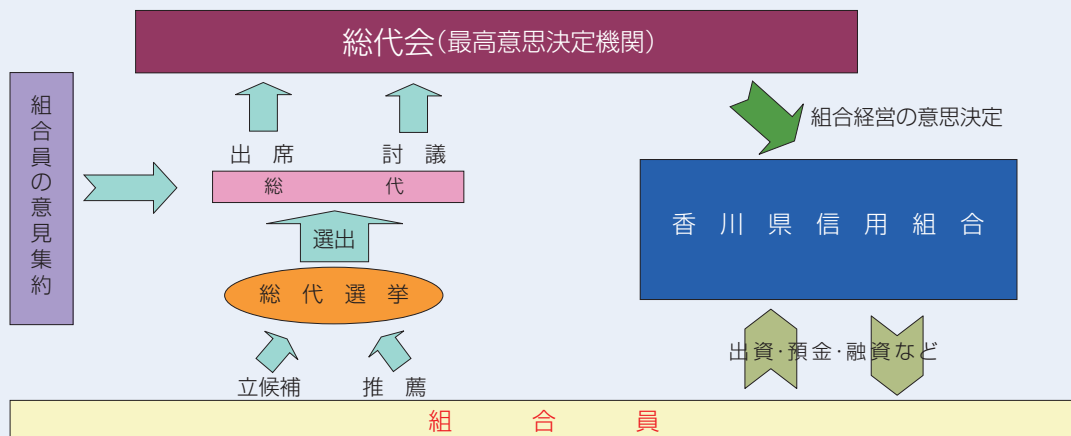 総代会(最高意思決定機関)
組合員の意見集約
組合経営の意思決定
出席
討議
総代
香川県信用組合
選出
総代選挙
出資・預金・融資など
立候補
推薦
組合員